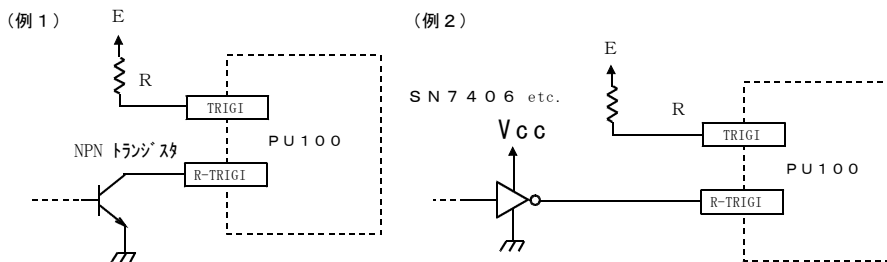 （例１）
E
R
TRIGI
ＰＵ１００
NPN ﾄﾗﾝｼﾞｽﾀ
R-TRIGI
（例２）
E
ＳＮ７４０６ etc.
R
Ｖｃｃ
TRIGI
ＰＵ１００
R-TRIGI